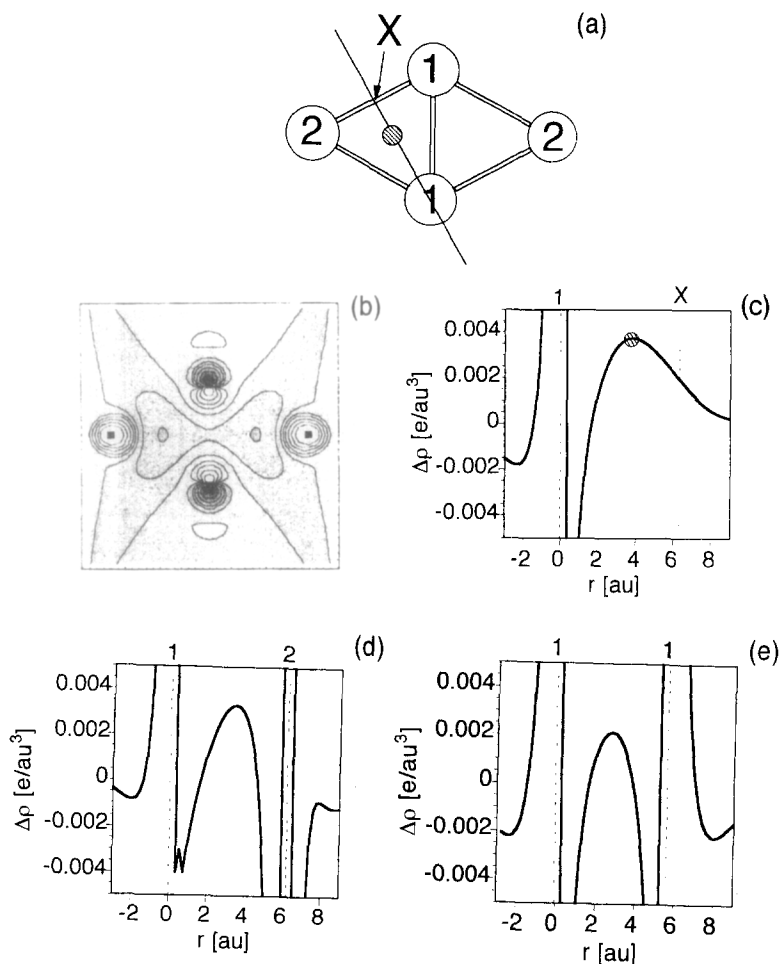 (a)
X
1
2
2
1
(b)
(c)
1
X
0.004
0.002
0
-0.002
-0.004
Δρ [e/au³]
-2 0 2 4 6 8
r [au]
(d)
1
2
0.004
0.002
0
-0.002
-0.004
Δρ [e/au³]
-2 0 2 4 6 8
r [au]
(e)
1
1
0.004
0.002
0
-0.002
-0.004
Δρ [e/au³]
-2 0 2 4 6 8
r [au]